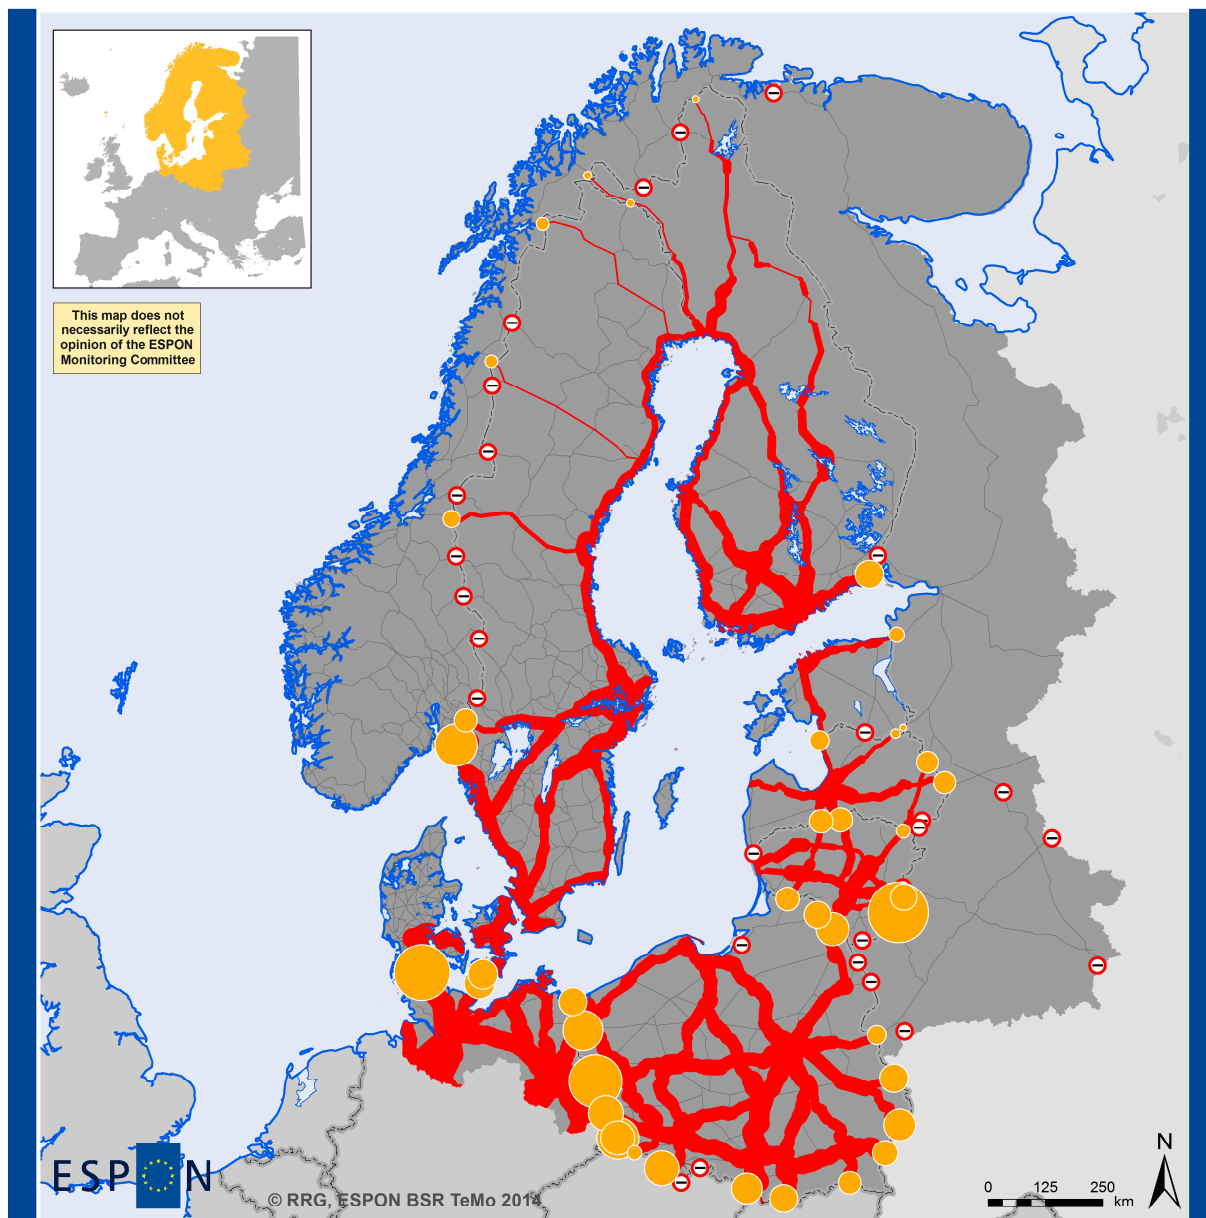 This map does not
necessarily reflect the
opinion of the ESPON
Monitoring Committee
ESPON
© RRG, ESPON BSR TeMo 2014
N
0 125 250
km